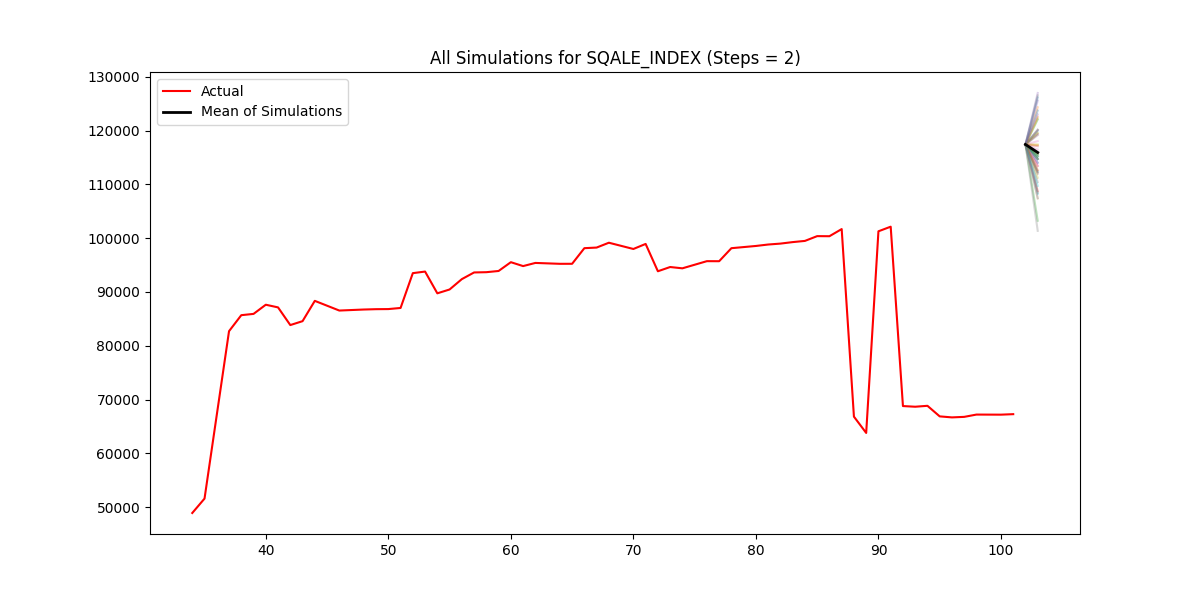 All Simulations for SQALE_INDEX (Steps = 2)
130000
120000
110000
100000
90000
80000
70000
60000
50000
Actual
Mean of Simulations
40 50 60 70 80 90 100